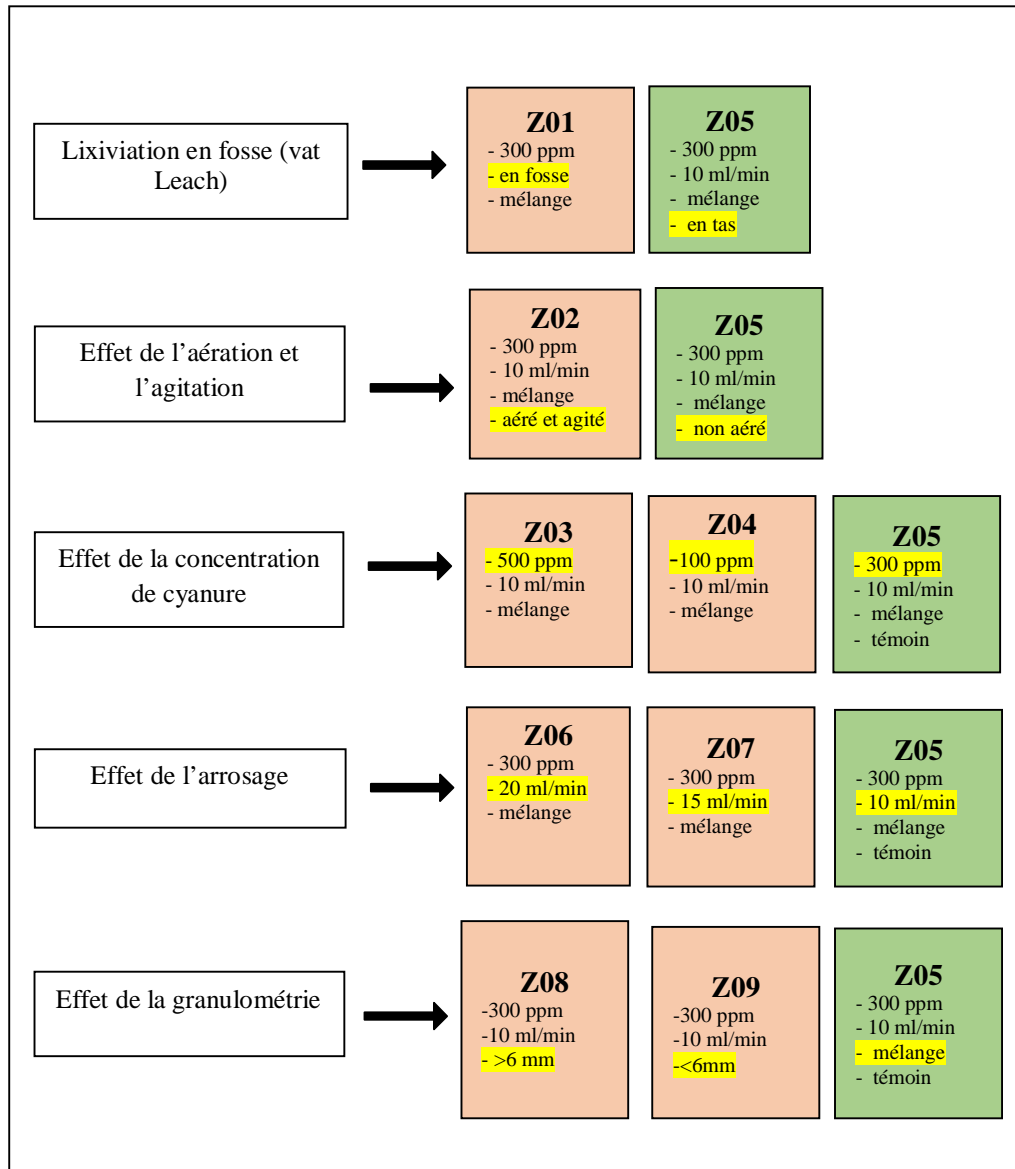 Lixiviation en fosse (vat
Leach)
Z01
- 300 ppm
- en fosse
- mélange
Z05
- 300 ppm
- 10 ml/min
- mélange
- en tas
Effet de l’aération et
l’agitation
Z02
- 300 ppm
- 10 ml/min
- mélange
- aéré et agité
Z05
- 300 ppm
- 10 ml/min
- mélange
- non aéré
Effet de la concentration
de cyanure
Z03
- 500 ppm
- 10 ml/min
- mélange
Z04
-100 ppm
- 10 ml/min
- mélange
Z05
- 300 ppm
- 10 ml/min
- mélange
- témoin
Effet de l’arrosage
Z06
- 300 ppm
- 20 ml/min
- mélange
Z07
- 300 ppm
- 15 ml/min
- mélange
Z05
- 300 ppm
- 10 ml/min
- mélange
- témoin
Effet de la granulométrie
Z08
-300 ppm
-10 ml/min
- >6 mm
Z09
-300 ppm
-10 ml/min
-<6mm
Z05
- 300 ppm
- 10 ml/min
- mélange
- témoin